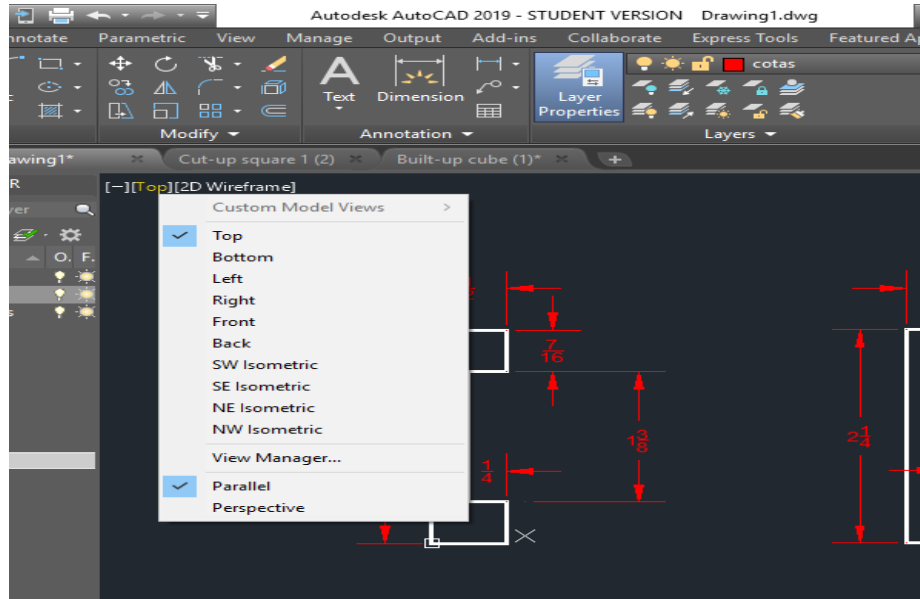 Autodesk AutoCAD 2019 - STUDENT VERSION Drawing1.dwg
nnotate Parametric View Manage Output Add-ins Collaborate Express Tools Featured A
cotas
Text Dimension Layer Properties
Modify Annotation Layers
awing1* Cut-up square 1 (2) Built-up cube (1)* +
R
[−][Top][2D Wireframe]
yer
O. F.
s
Custom Model Views >
Top
Bottom
Left
Right
Front
Back
SW Isometric
SE Isometric
NE Isometric
NW Isometric
View Manager...
Parallel
Perspective
7/16
1 3/8
2 1/4
1/4